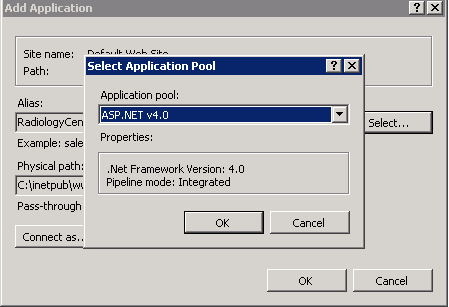 Add Application
Site name: Default Web Site
Path:
Select Application Pool
Application pool:
ASP.NET v4.0
Properties:
.Net Framework Version: 4.0
Pipeline mode: Integrated
OK Cancel
Alias:
RadiologyCen
Select...
Example: sale
Physical path:
C:\inetpub\w
Pass-through
Connect as..
OK Cancel